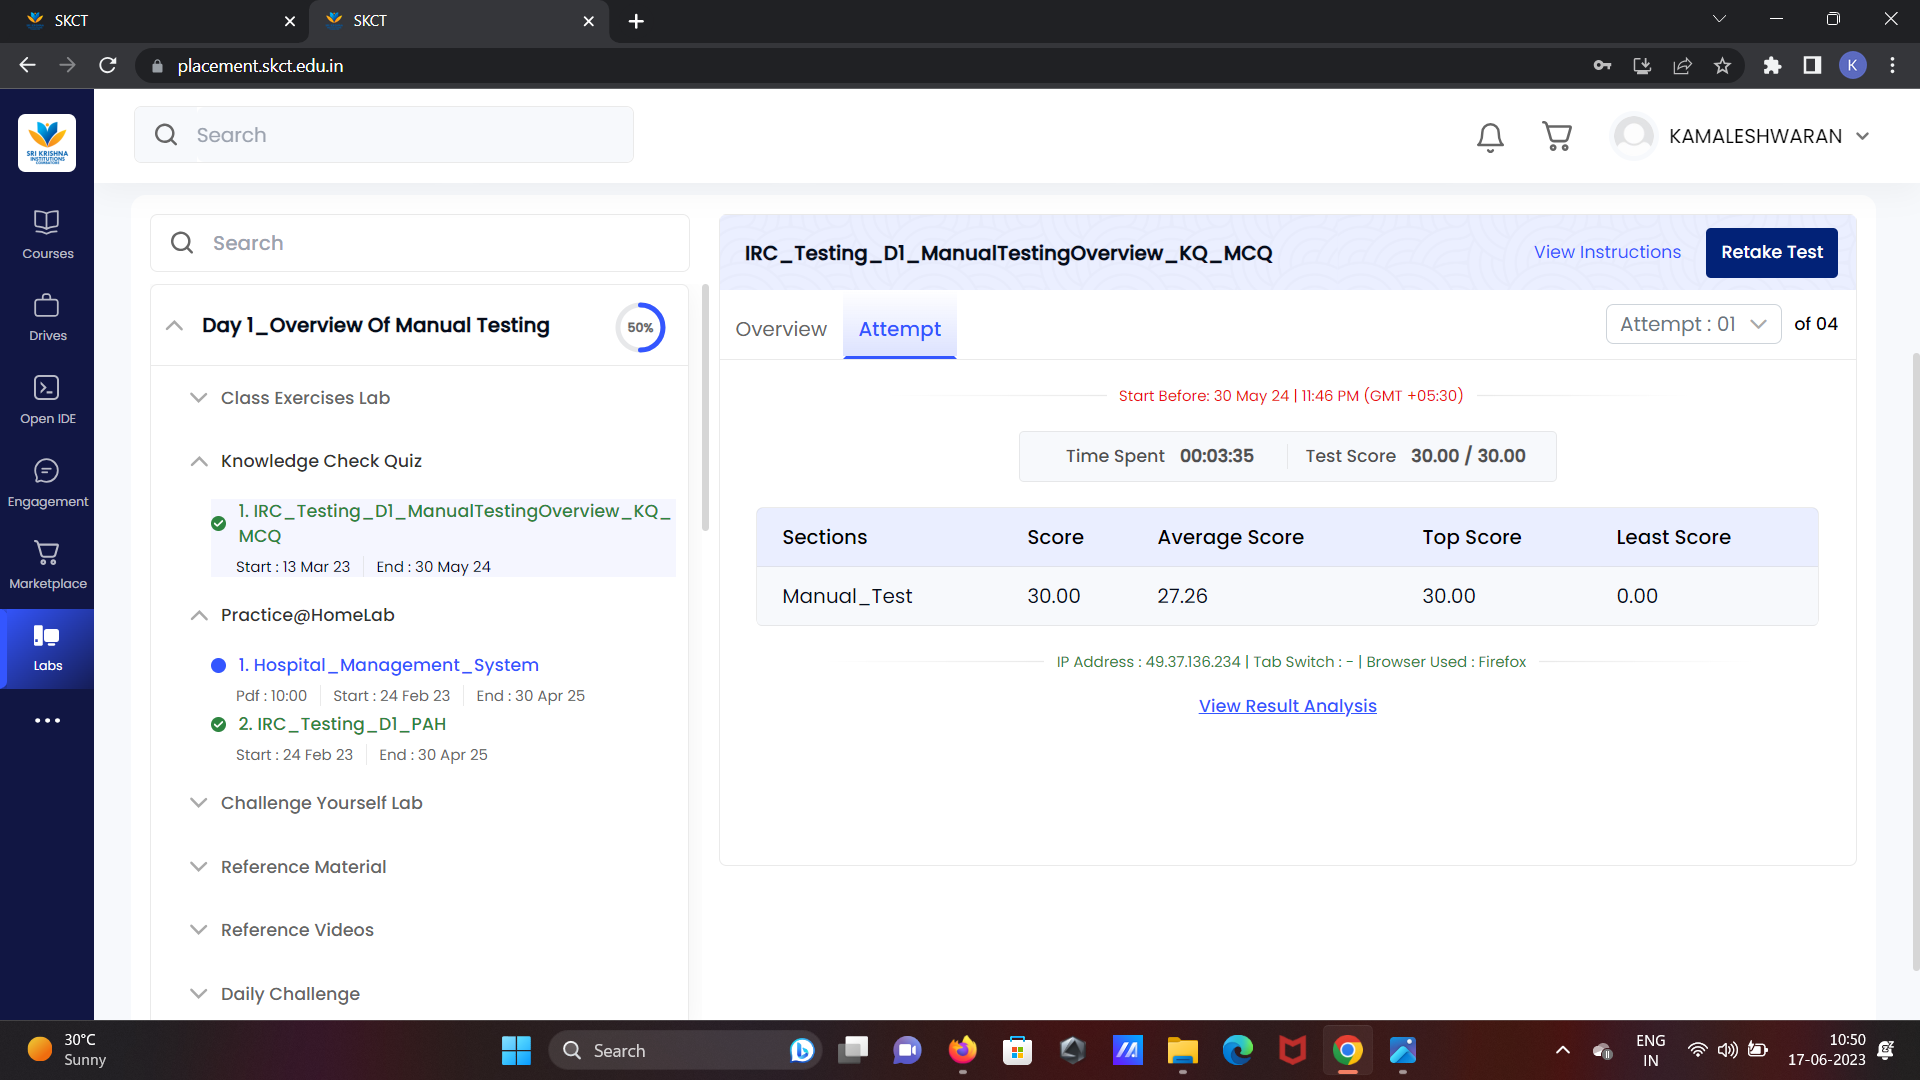 SKCT
SKCT
placement.skct.edu.in
K
SRI KRISHNA
INSTITUTIONS
Search
KAMALESHWARAN
Courses
Drives
Open IDE
Engagement
Marketplace
Labs
Search
Day 1_Overview Of Manual Testing
50%
Class Exercises Lab
Knowledge Check Quiz
1. IRC_Testing_D1_ManualTestingOverview_KQ_
MCQ
Start : 13 Mar 23 End : 30 May 24
Practice@HomeLab
1. Hospital_Management_System
Pdf : 10:00 Start : 24 Feb 23 End : 30 Apr 25
2. IRC_Testing_D1_PAH
Start : 24 Feb 23 End : 30 Apr 25
Challenge Yourself Lab
Reference Material
Reference Videos
Daily Challenge
IRC_Testing_D1_ManualTestingOverview_KQ_MCQ
View Instructions
Retake Test
Overview
Attempt
Attempt : 01
of 04
Start Before: 30 May 24 | 11:46 PM (GMT +05:30)
Time Spent 00:03:35 Test Score 30.00 / 30.00
Sections Score Average Score Top Score Least Score
Manual_Test 30.00 27.26 30.00 0.00
IP Address : 49.37.136.234 | Tab Switch : - | Browser Used : Firefox
View Result Analysis
30°C
Sunny
Search
ENG
IN
10:50
17-06-2023